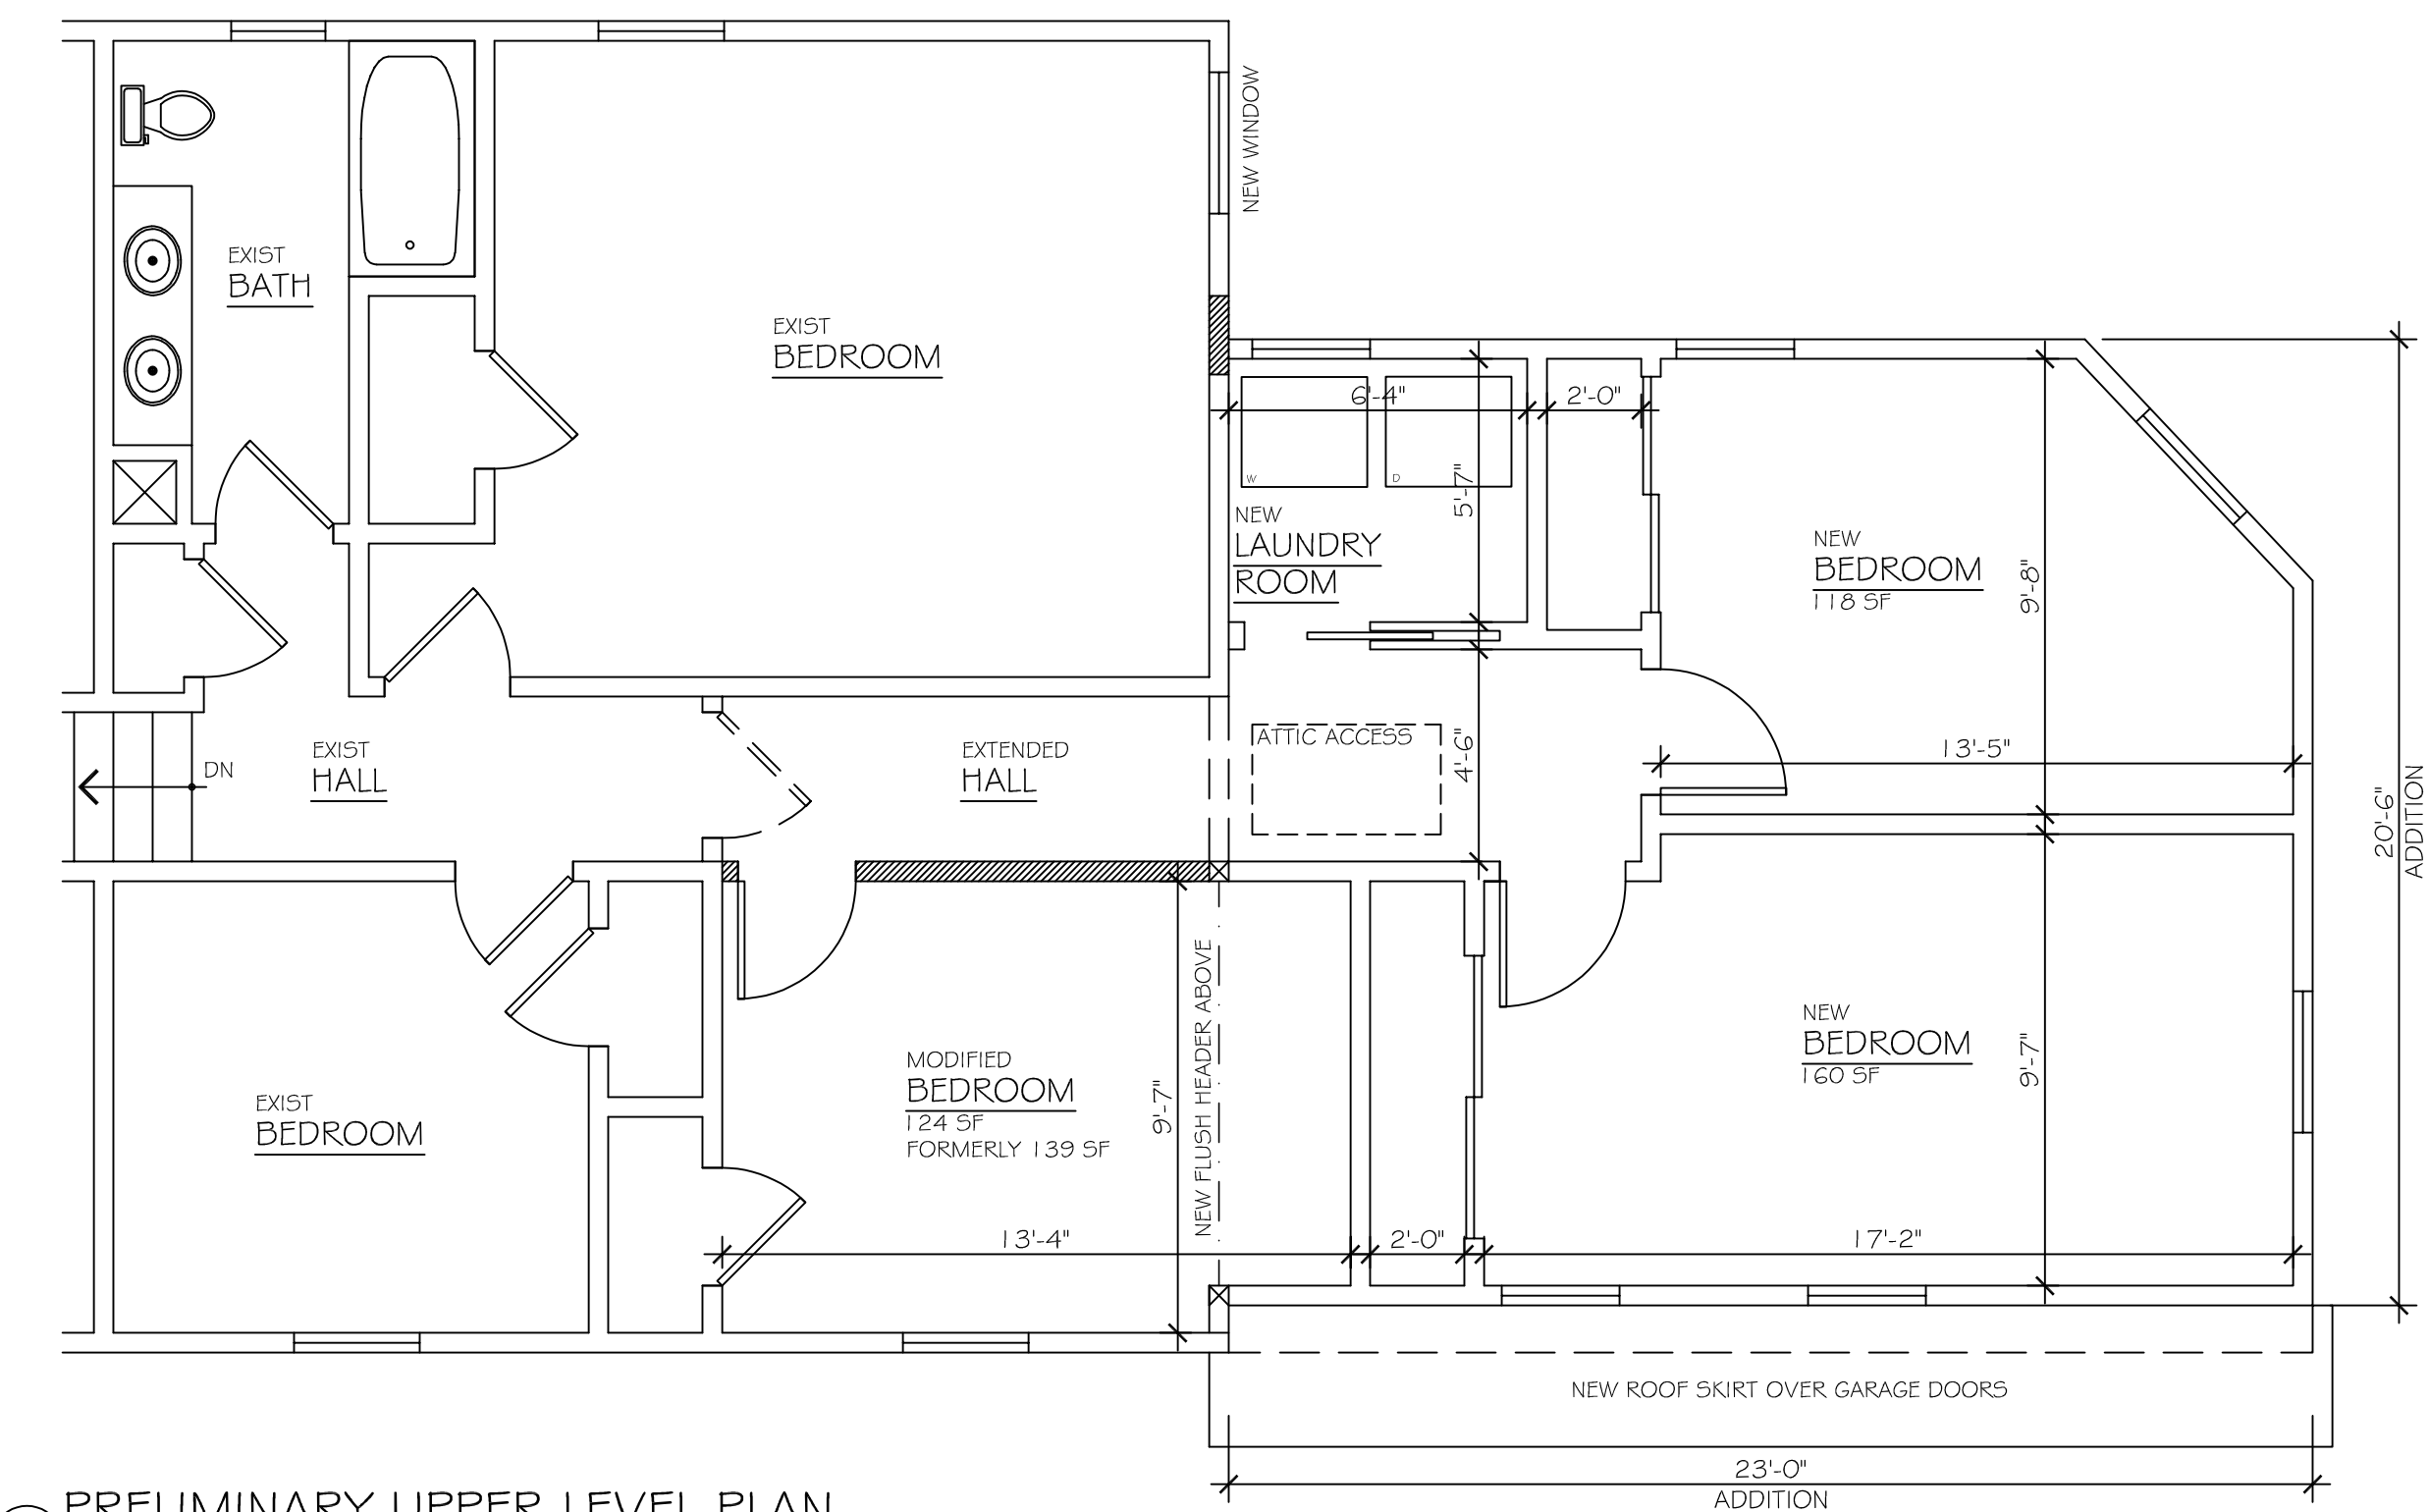 NEW WINDOW
EXIST
BATH
EXIST
BEDROOM
6'-4"
2'-0"
W
D
5'-7"
NEW
LAUNDRY
ROOM
NEW
BEDROOM
118 SF
9'-8"
EXIST
HALL
DN
EXTENDED
HALL
ATTIC ACCESS
4'-6"
13'-5"
20'-6"
ADDITION
EXIST
BEDROOM
MODIFIED
BEDROOM
124 SF
FORMERLY 139 SF
9'-7"
NEW FLUSH HEADER ABOVE
NEW
BEDROOM
160 SF
9'-7"
13'-4"
2'-0"
17'-2"
NEW ROOF SKIRT OVER GARAGE DOORS
23'-0"
ADDITION
PRELIMINARY UPPER LEVEL PLAN